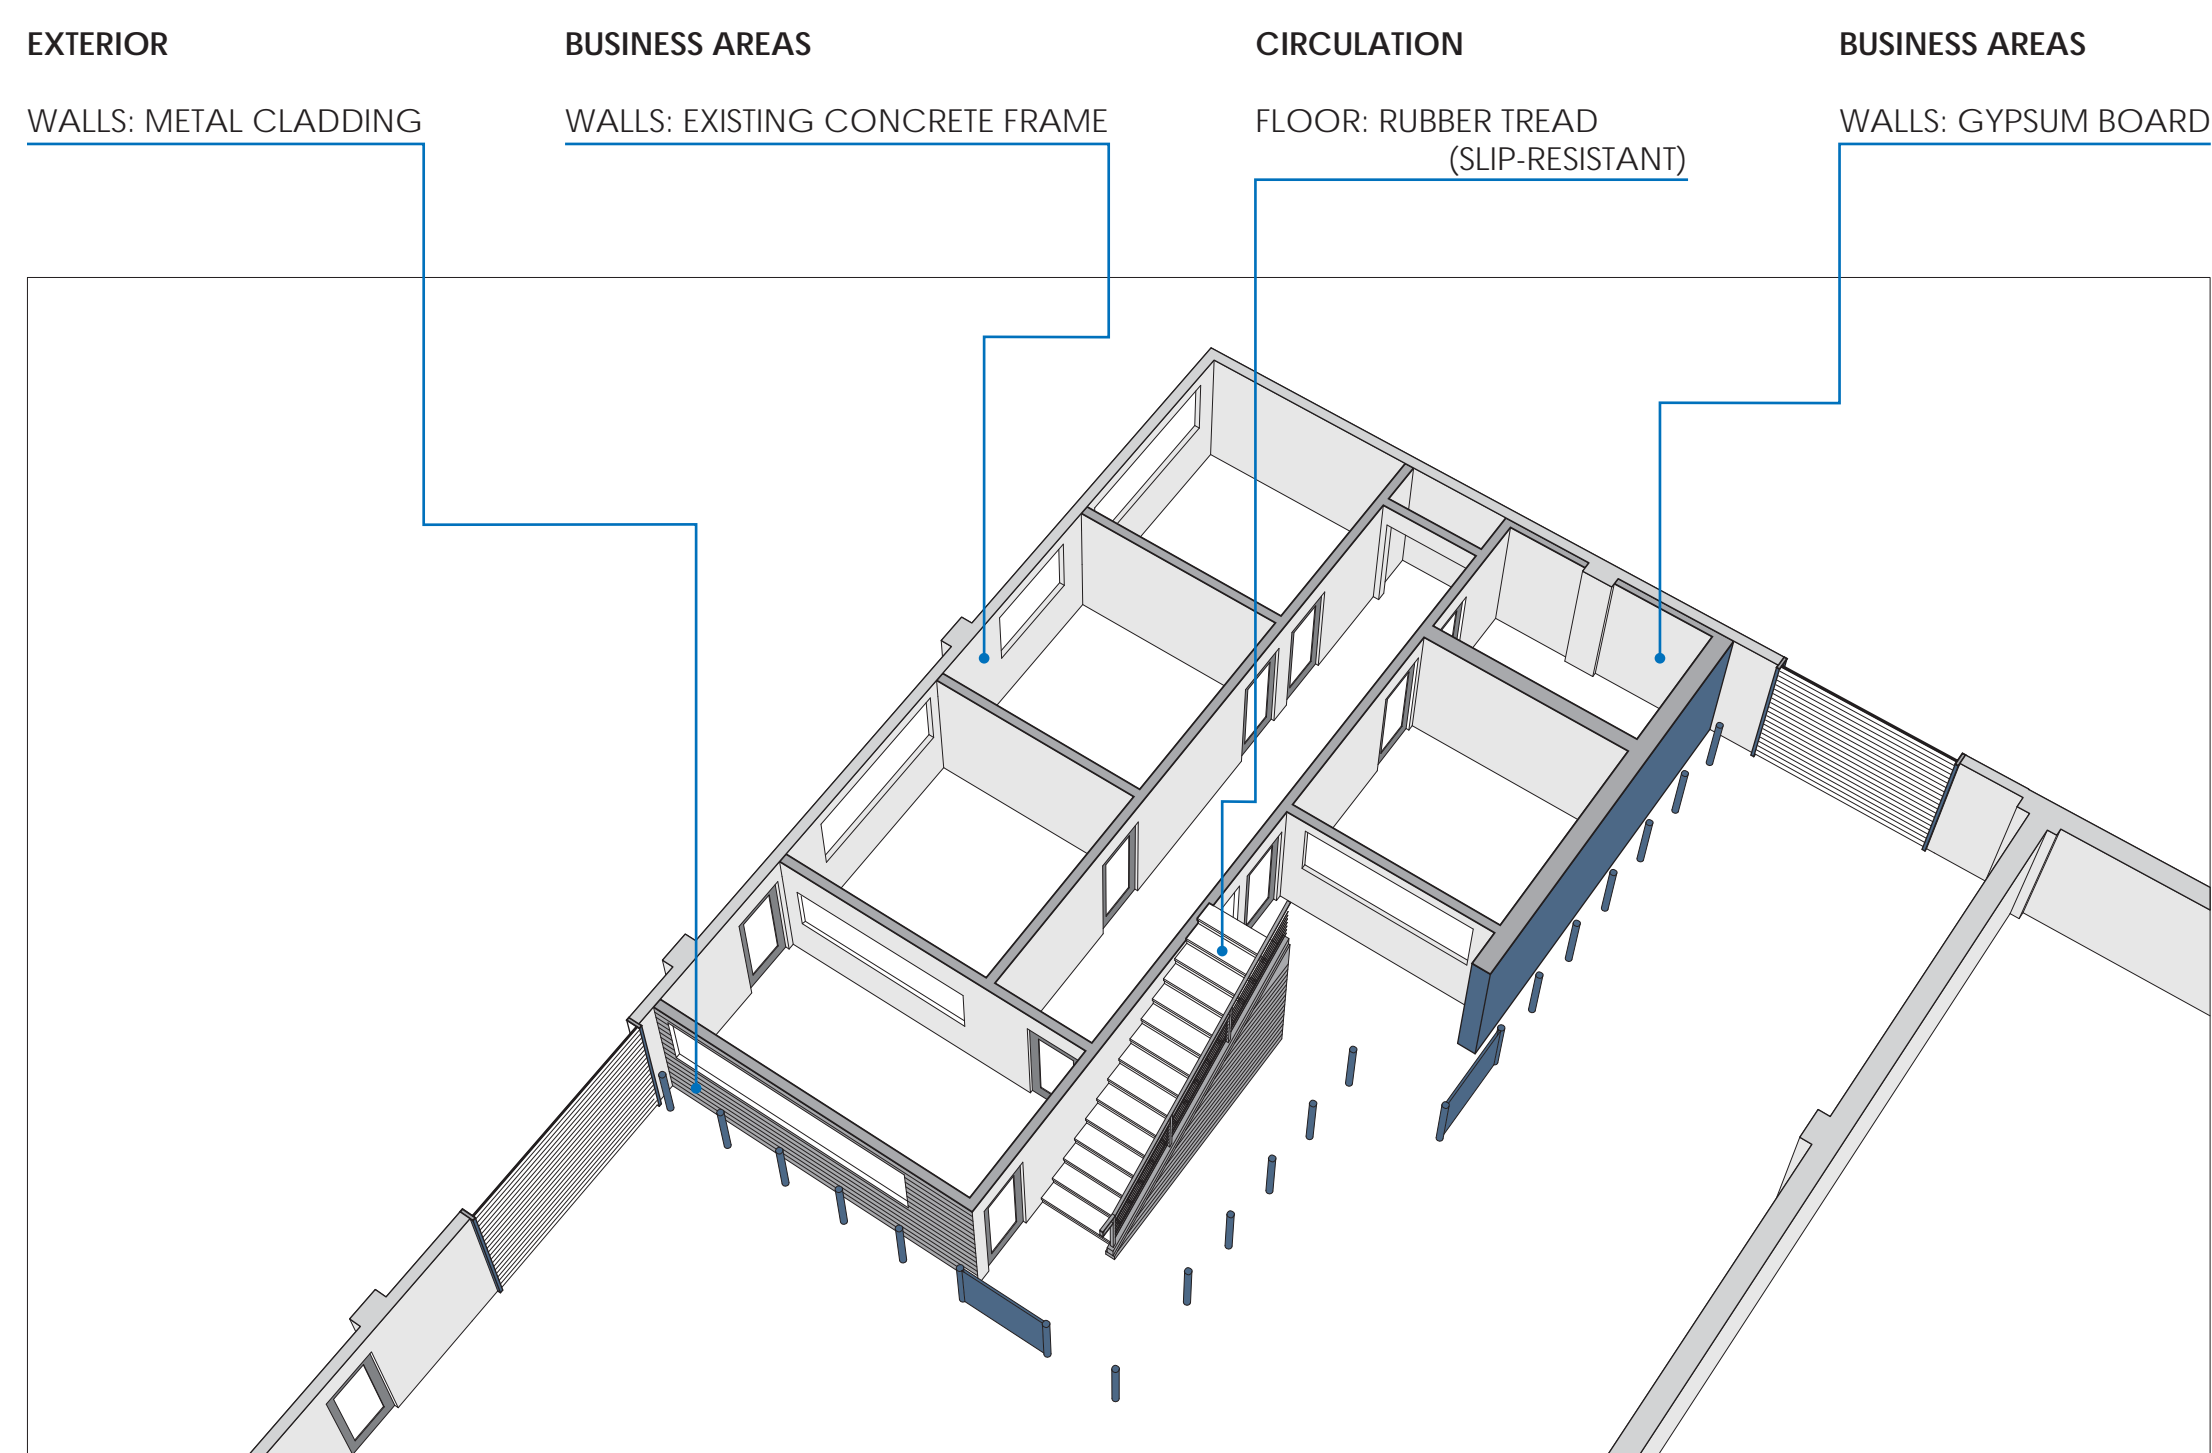 EXTERIOR
WALLS: METAL CLADDING
BUSINESS AREAS
WALLS: EXISTING CONCRETE FRAME
CIRCULATION
FLOOR: RUBBER TREAD
(SLIP-RESISTANT)
BUSINESS AREAS
WALLS: GYPSUM BOARD